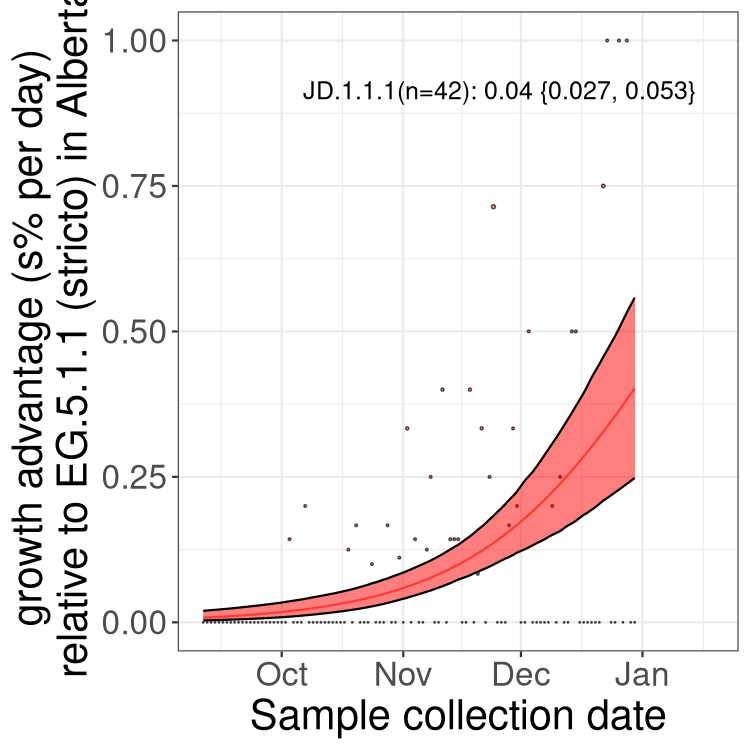 growth advantage (s% per day)
relative to EG.5.1.1 (stricto) in Alberta
1.00
JD.1.1.1(n=42): 0.04 {0.027, 0.053}
0.75
0.50
0.25
0.00
Oct Nov Dec Jan
Sample collection date